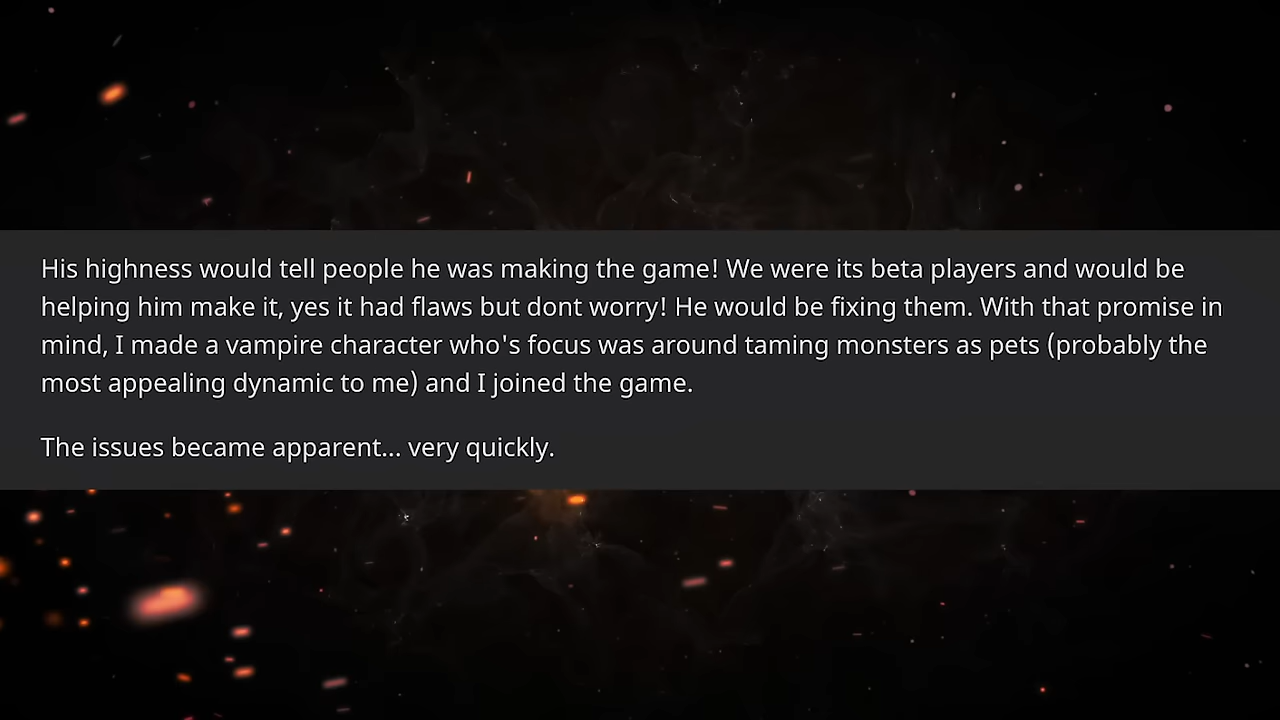 His highness would tell people he was making the game! We were its beta players and would be
helping him make it, yes it had flaws but dont worry! He would be fixing them. With that promise in
mind, I made a vampire character who's focus was around taming monsters as pets (probably the
most appealing dynamic to me) and I joined the game.
The issues became apparent... very quickly.